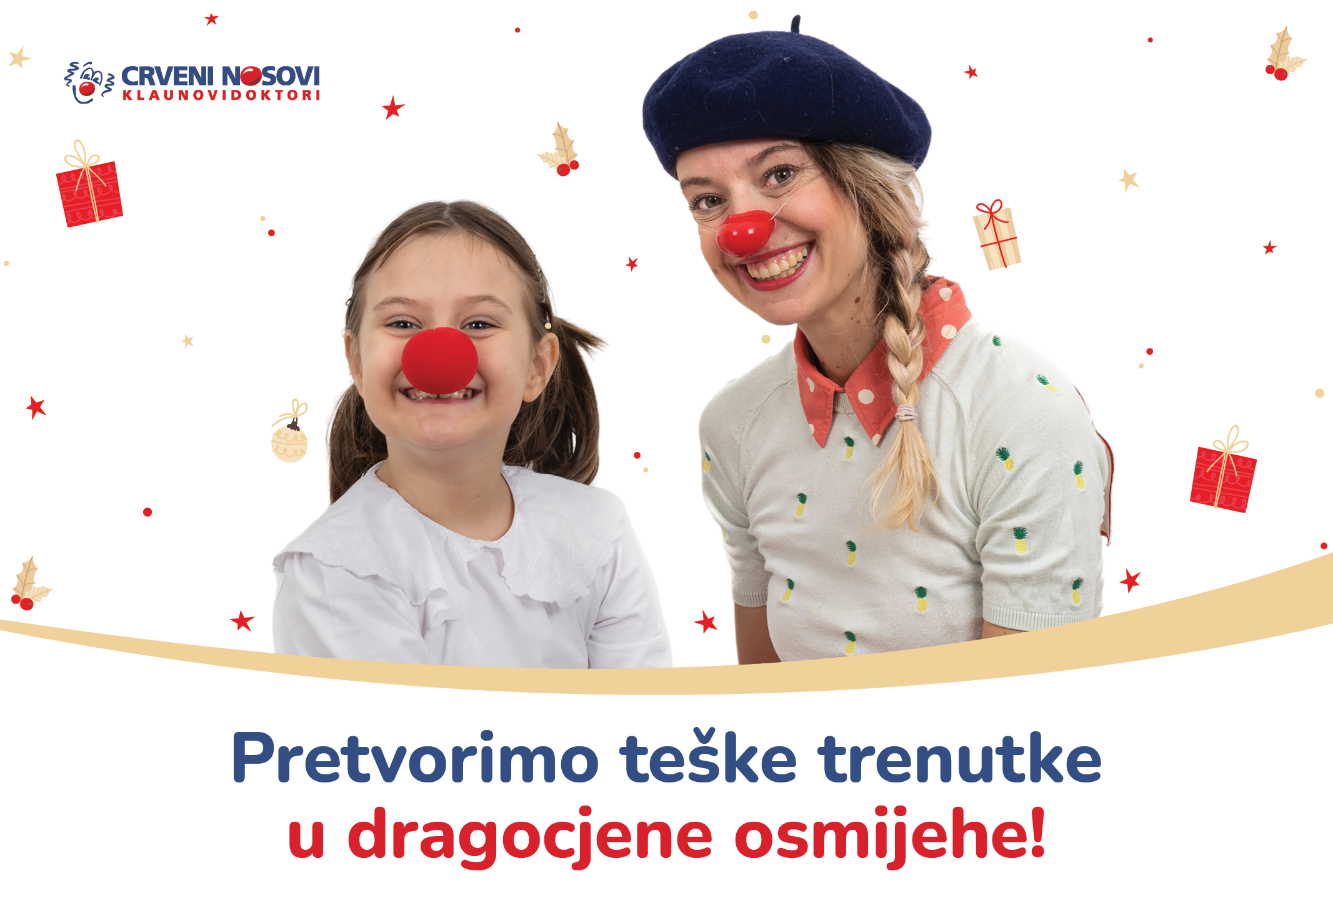 CRVENI NOSOVI
KLAUNOVIDOKTORI
Pretvorimo teške trenutke
u dragocjene osmijehe!